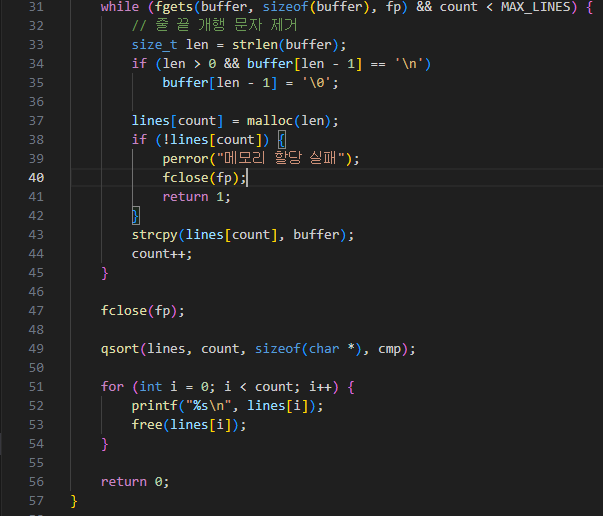 31 while (fgets(buffer, sizeof(buffer), fp) && count < MAX_LINES) {
32 // 줄 끝 개행 문자 제거
33 size_t len = strlen(buffer);
34 if (len > 0 && buffer[len - 1] == '\n')
35 buffer[len - 1] = '\0';
36
37 lines[count] = malloc(len);
38 if (!lines[count]) {
39 perror("메모리 할당 실패");
40 fclose(fp);
41 return 1;
42 }
43 strcpy(lines[count], buffer);
44 count++;
45 }
46
47 fclose(fp);
48
49 qsort(lines, count, sizeof(char *), cmp);
50
51 for (int i = 0; i < count; i++) {
52 printf("%s\n", lines[i]);
53 free(lines[i]);
54 }
55
56 return 0;
57 }